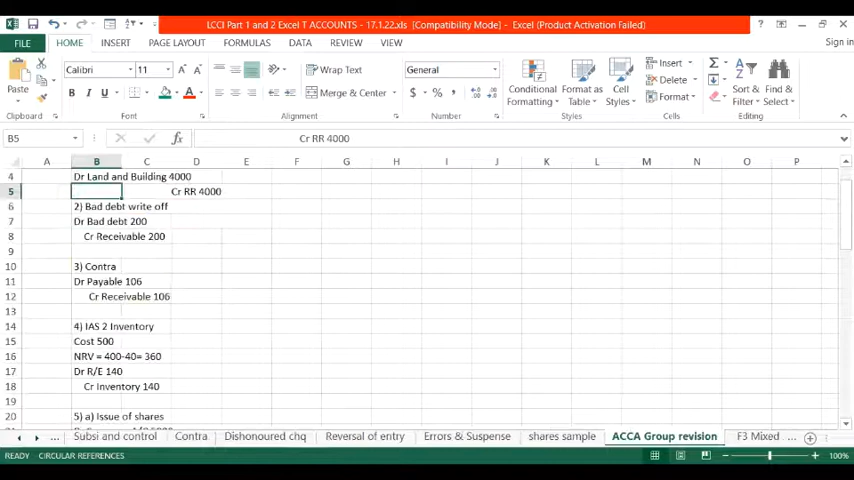 LCCI Part 1 and 2 Excel T ACCOUNTS - 17.1.22.xls [Compatibility Mode] - Excel (Product Activation Failed)
FILE HOME INSERT PAGE LAYOUT FORMULAS DATA REVIEW VIEW Sign in
Paste
Calibri 11
B I U A
Wrap Text
Merge & Center
General
$ % , .0 .00
Conditional Formatting
Format as Table
Cell Styles
Insert
Delete
Format
Sort & Filter
Find & Select
Clipboard Font Alignment Number Styles Cells Editing
B5 fx Cr RR 4000
A B C D E F G H I J K L M N O P
4 Dr Land and Building 4000
5 Cr RR 4000
6 2) Bad debt write off
7 Dr Bad debt 200
8 Cr Receivable 200
9
10 3) Contra
11 Dr Payable 106
12 Cr Receivable 106
13
14 4) IAS 2 Inventory
15 Cost 500
16 NRV = 400-40= 360
17 Dr R/E 140
18 Cr Inventory 140
19
20 5) a) Issue of shares
Subsi and control Contra Dishonoured chq Reversal of entry Errors & Suspense shares sample ACCA Group revision F3 Mixed ...
READY CIRCULAR REFERENCES 100%